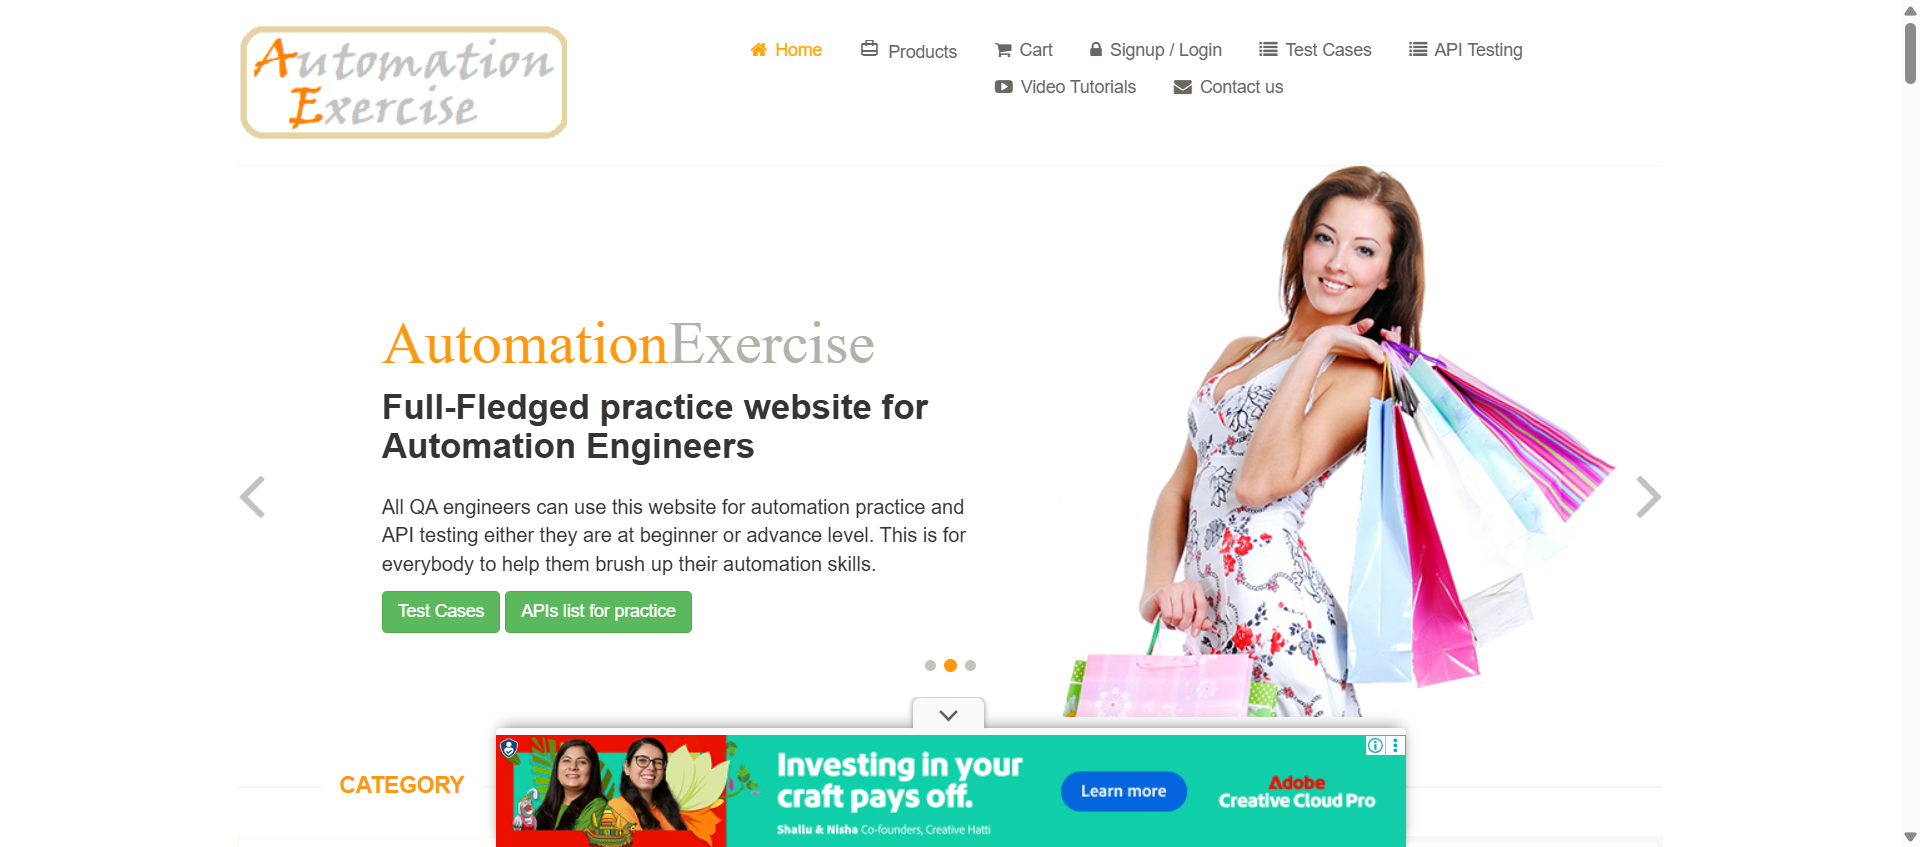 Automation
Exercise
Home
Products
Cart
Signup / Login
Test Cases
API Testing
Video Tutorials
Contact us
AutomationExercise
Full-Fledged practice website for
Automation Engineers
All QA engineers can use this website for automation practice and
API testing either they are at beginner or advance level. This is for
everybody to help them brush up their automation skills.
Test Cases
APIs list for practice
CATEGORY
Investing in your
craft pays off.
Shallu & Nisha Co-founders, Creative Hatti
Learn more
Adobe
Creative Cloud Pro